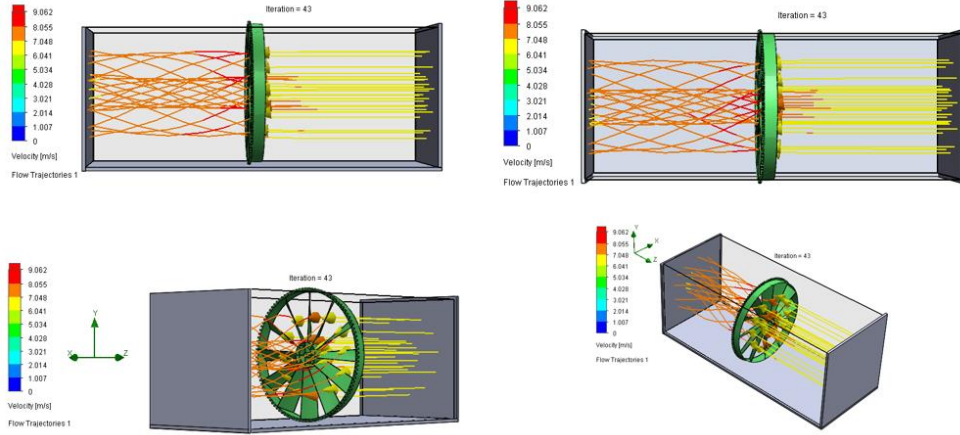 9.062
8.055
7.048
6.041
5.034
4.028
3.021
2.014
1.007
0
Velocity [m/s]
Flow Trajectories 1
Iteration = 43
9.062
8.055
7.048
6.041
5.034
4.028
3.021
2.014
1.007
0
Velocity [m/s]
Flow Trajectories 1
Iteration = 43
9.062
8.055
7.048
6.041
5.034
4.028
3.021
2.014
1.007
0
Velocity [m/s]
Flow Trajectories 1
Y
X
Z
Iteration = 43
9.062
8.055
7.048
6.041
5.034
4.028
3.021
2.014
1.007
0
Velocity [m/s]
Flow Trajectories 1
Y
X
Z
Iteration = 43